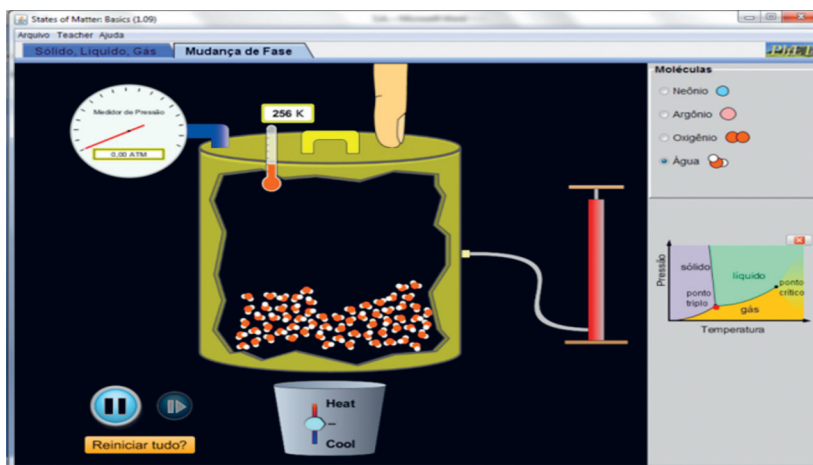 States of Matter: Basics (1.09)
Arquivo Teacher Ajuda
Sólido, Líquido, Gás
Mudança de Fase
PhET
Medidor de Pressão
0,00 ATM
256 K
Moléculas
Neônio
Argônio
Oxigênio
Água
Pressão
sólido
líquido
ponto
triplo
ponto
crítico
gás
Temperatura
Heat
Cool
Reiniciar tudo?